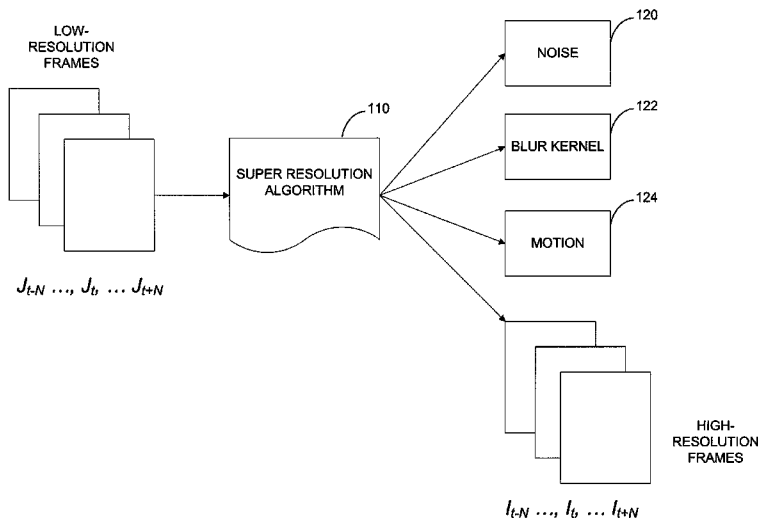 LOW-
RESOLUTION
FRAMES
110
SUPER RESOLUTION
ALGORITHM
120
NOISE
122
BLUR KERNEL
124
MOTION
J_{t-N} ..., J_t, ... J_{t+N}
HIGH-
RESOLUTION
FRAMES
I_{t-N} ..., I_t, ... I_{t+N}